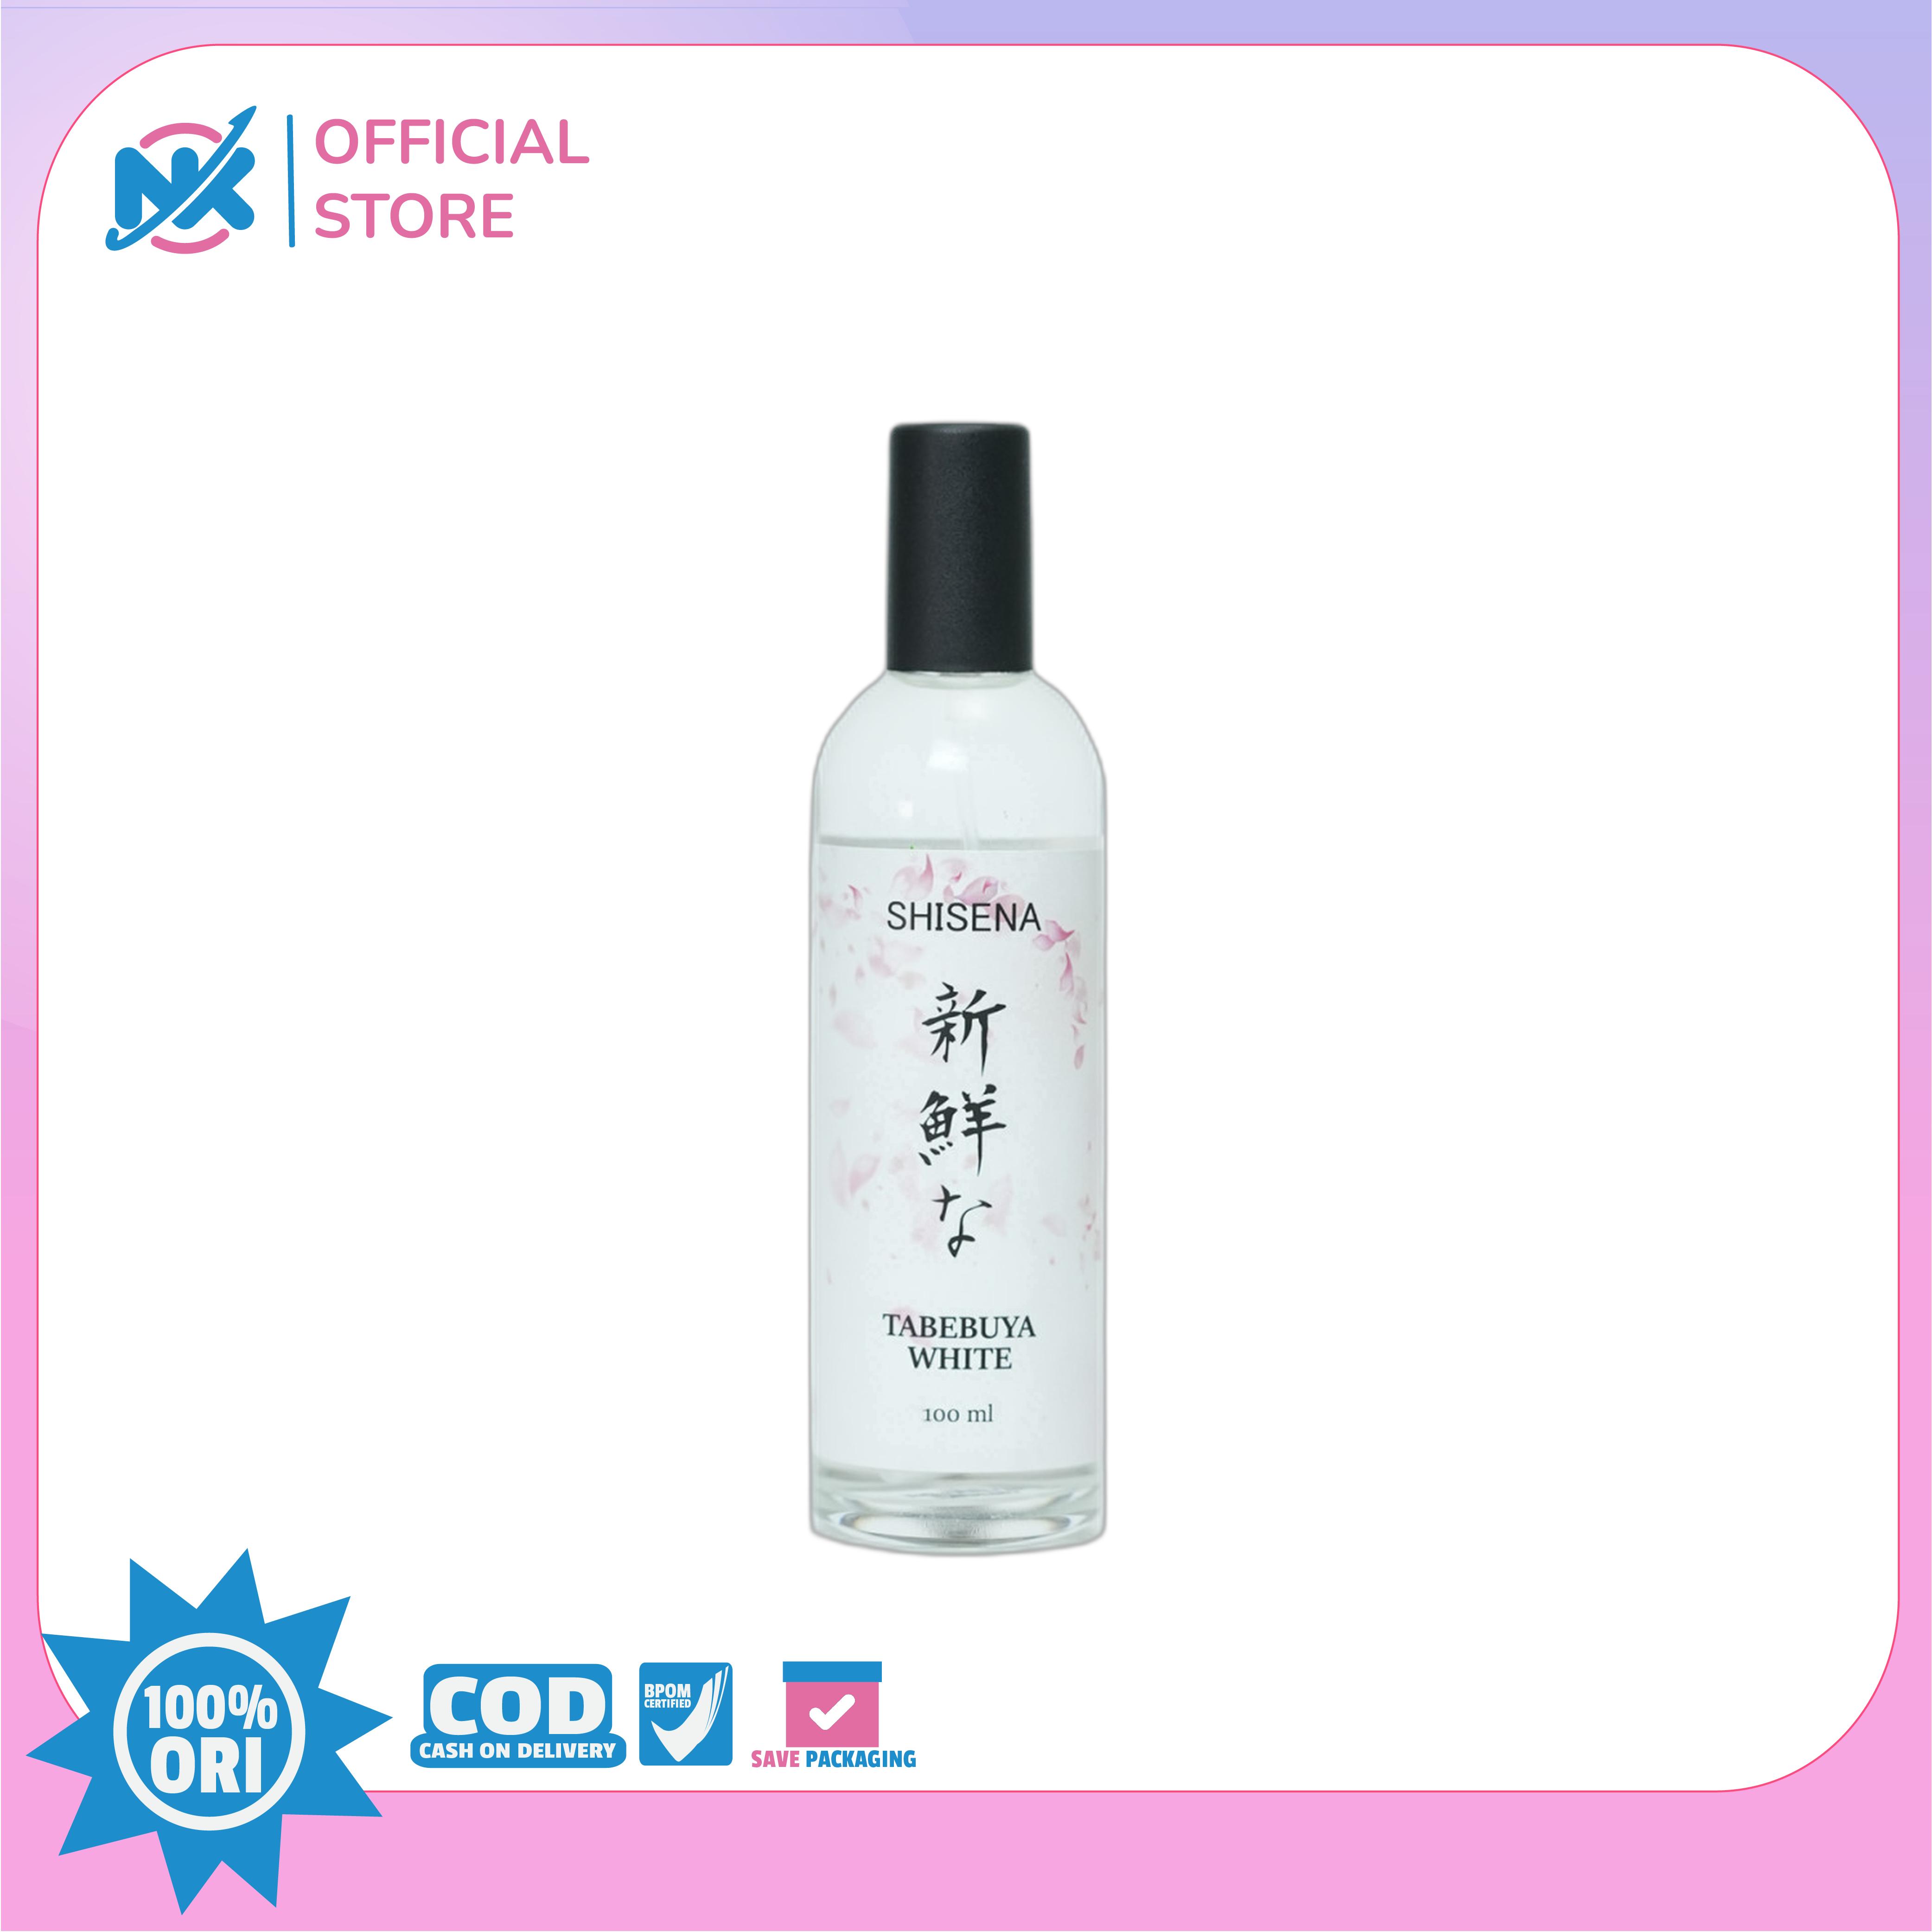 NK
OFFICIAL
STORE
SHISENA
新
鮮
な
TABEBUYA
WHITE
100 ml
100%
ORI
COD
CASH ON DELIVERY
BPOM
CERTIFIED
SAVE PACKAGING